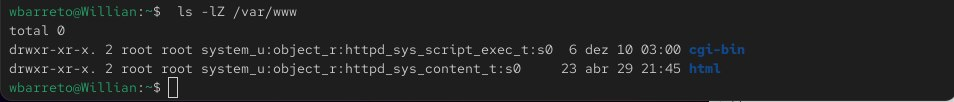 wbarreto@Willian:~$  ls -lZ /var/www
total 0
drwxr-xr-x. 2 root root system_u:object_r:httpd_sys_script_exec_t:s0  6 dez 10 03:00 cgi-bin
drwxr-xr-x. 2 root root system_u:object_r:httpd_sys_content_t:s0     23 abr 29 21:45 html
wbarreto@Willian:~$